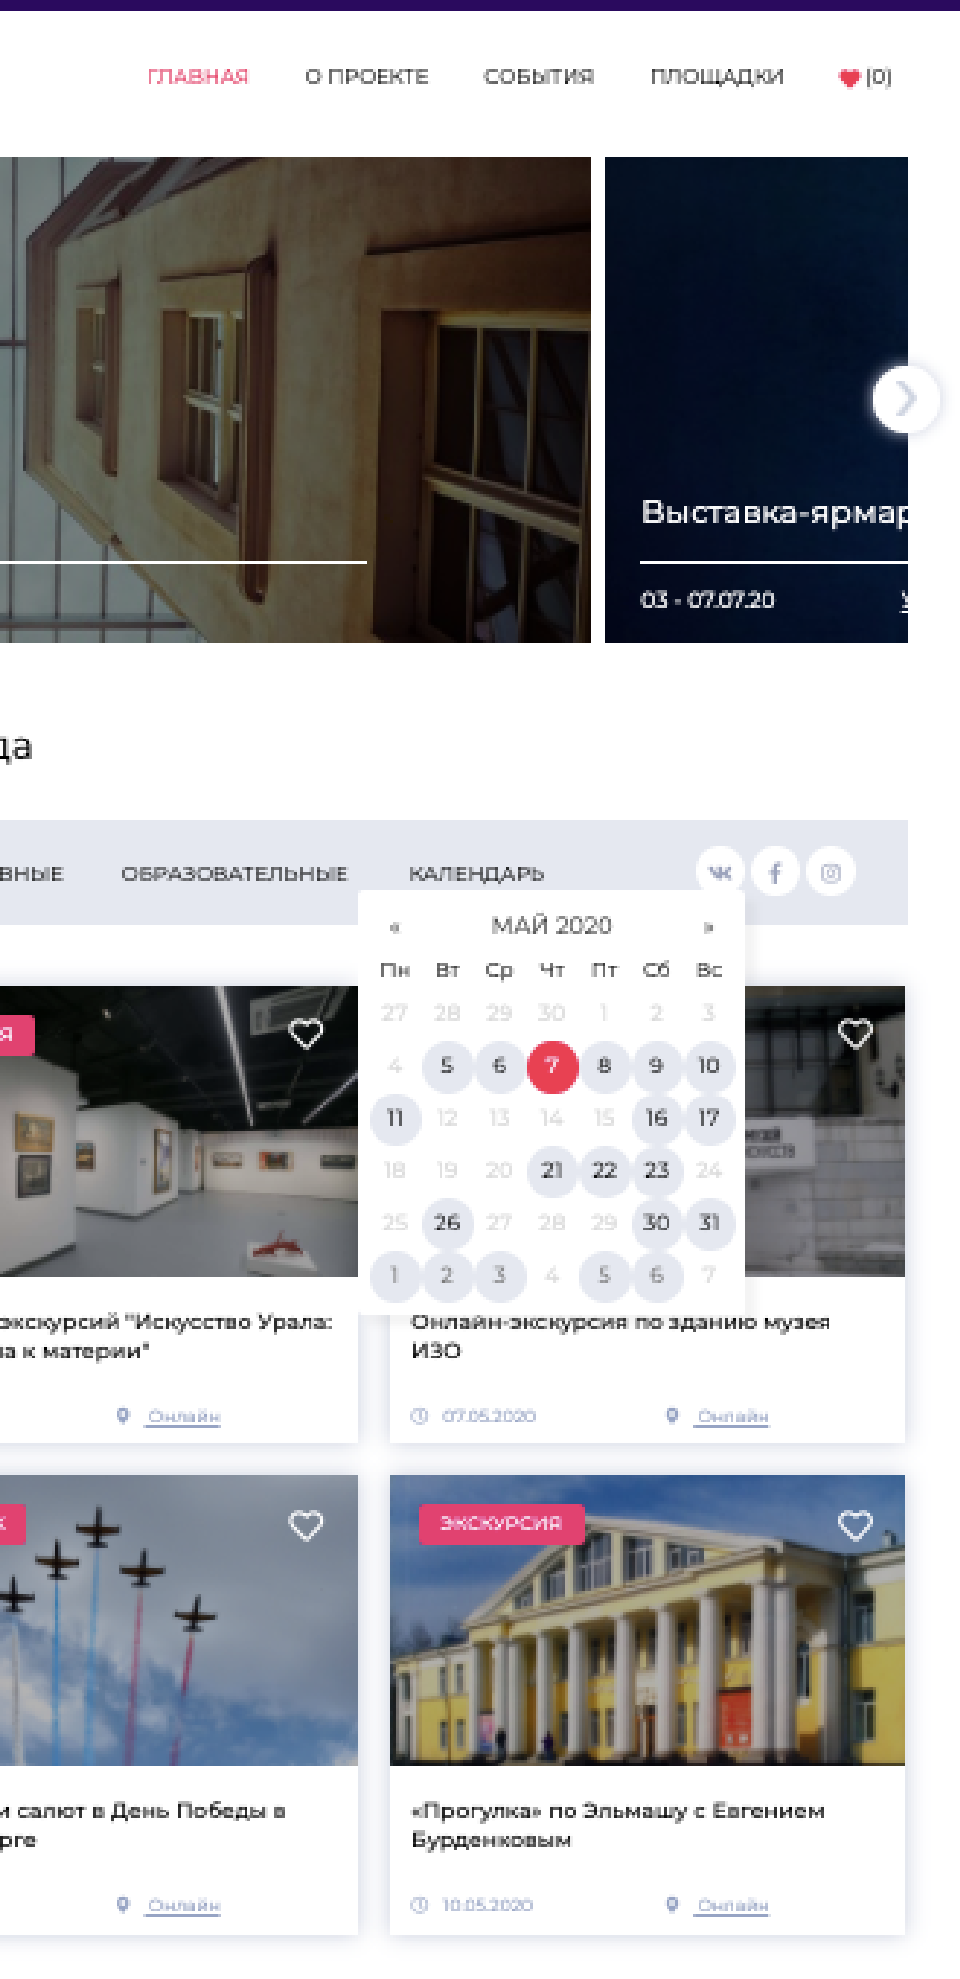 ГЛАВНАЯ О ПРОЕКТЕ СОБЫТИЯ ПЛОЩАДКИ (0)
Выставка-ярмар
03 - 07.07.20
да
ВНЫЕ ОБРАЗОВАТЕЛЬНЫЕ КАЛЕНДАРЬ
« МАЙ 2020 »
Пн Вт Ср Чт Пт Сб Вс
27 28 29 30 1 2 3
4 5 6 7 8 9 10
11 12 13 14 15 16 17
18 19 20 21 22 23 24
25 26 27 28 29 30 31
1 2 3 4 5 6 7
Я
экскурсий "Искусство Урала:
а к материи"
Онлайн
Онлайн-экскурсия по зданию музея
ИЗО
07.05.2020 Онлайн
К
и салют в День Победы в
рге
Онлайн
ЭКСКУРСИЯ
«Прогулка» по Эльмашу с Евгением
Бурденковым
10.05.2020 Онлайн